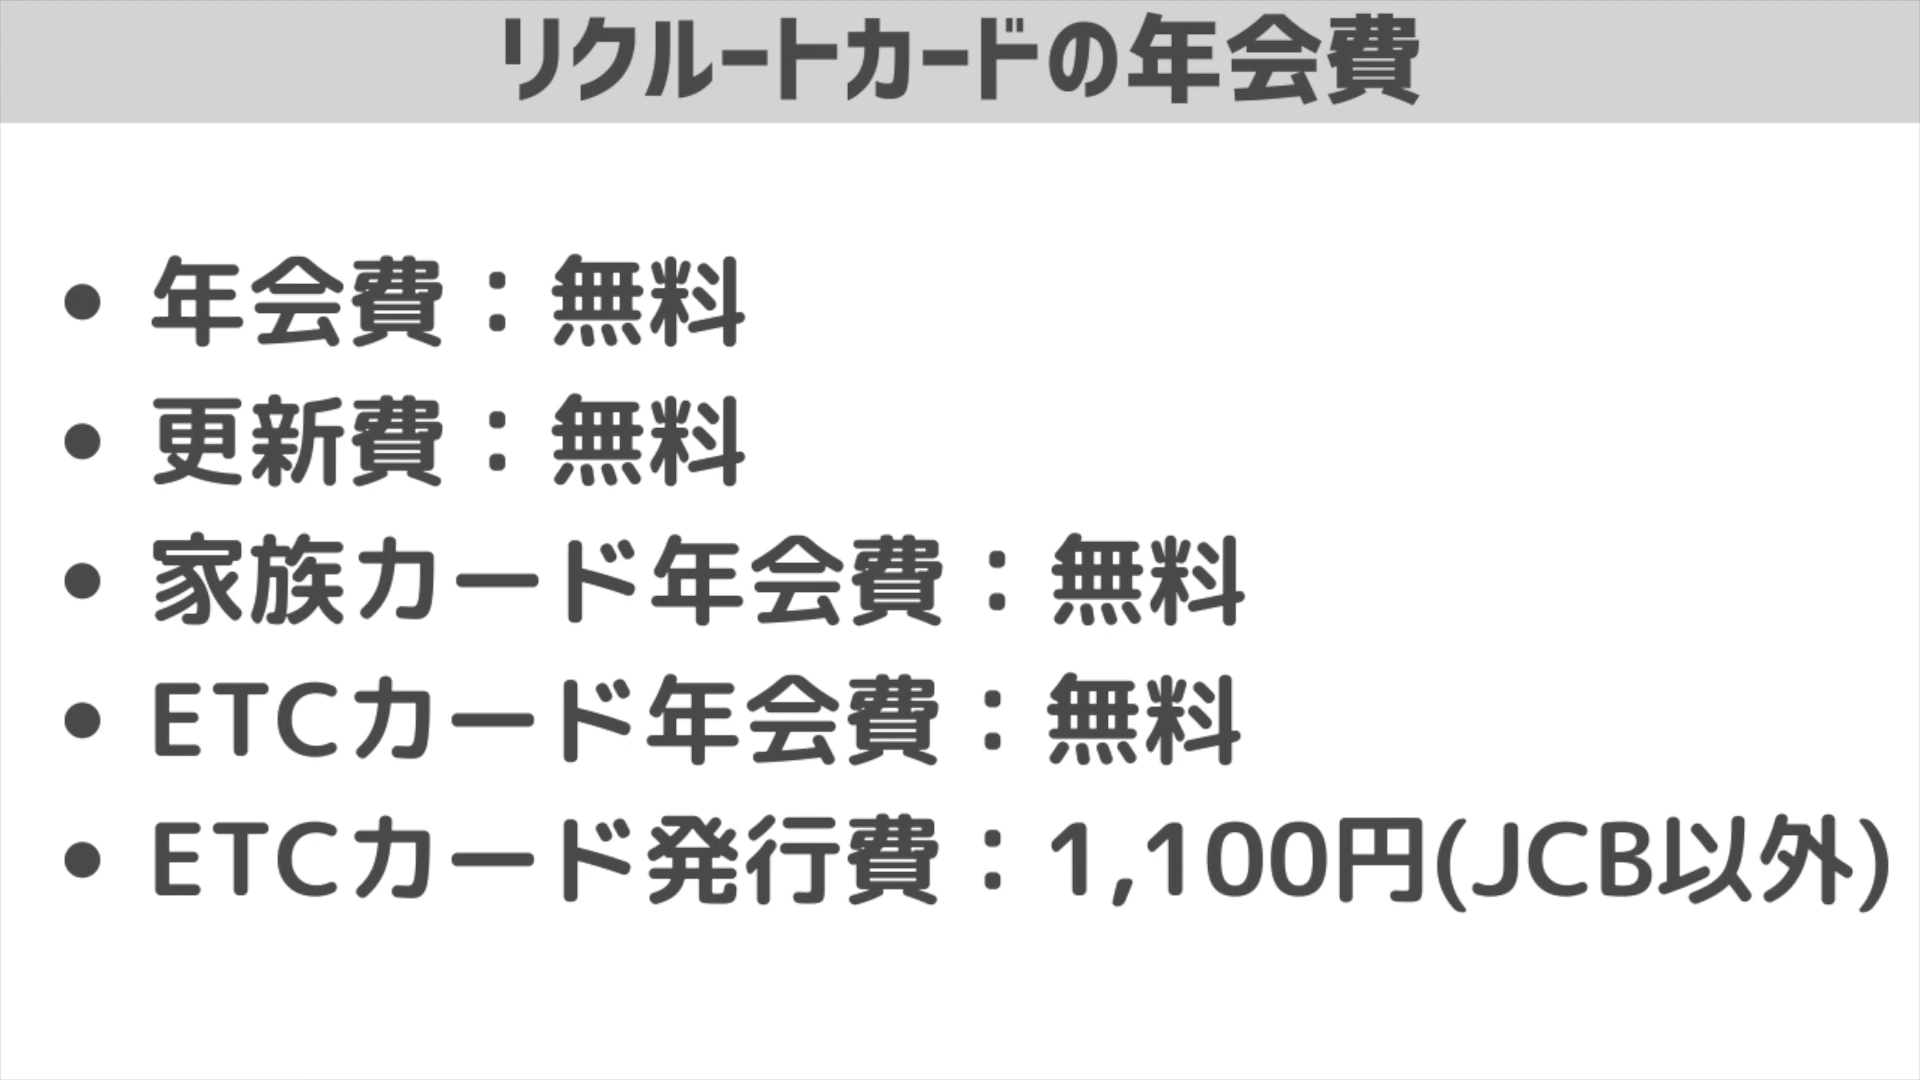 リクルートカードの年会費
• 年会費：無料
• 更新費：無料
• 家族カード年会費：無料
• ETCカード年会費：無料
• ETCカード発行費：1,100円(JCB以外)